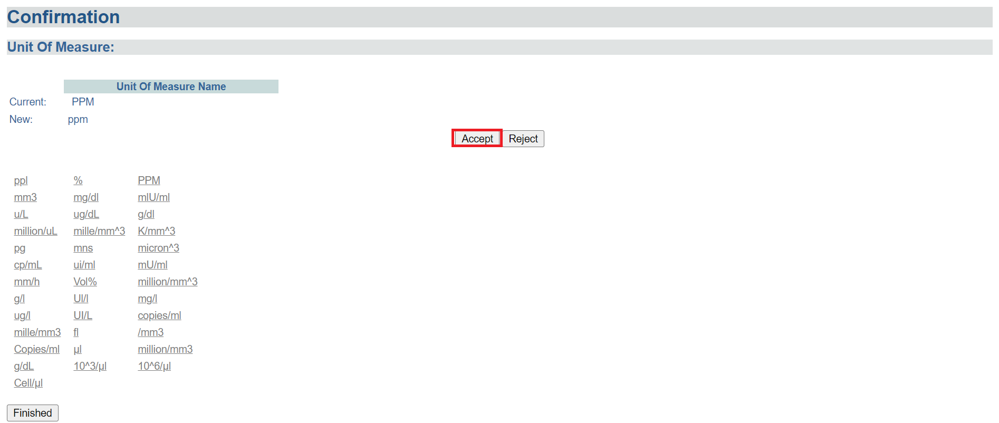 Confirmation
Unit Of Measure:
Unit Of Measure Name
Current: PPM
New: ppm
Accept Reject
ppl % PPM
mm3 mg/dl mlU/ml
u/L ug/dL g/dl
million/uL mille/mm^3 K/mm^3
pg mns micron^3
cp/mL ui/ml mU/ml
mm/h Vol% million/mm^3
g/l Ul/l mg/l
ug/l UI/L copies/ml
mille/mm3 fl /mm3
Copies/ml µl million/mm3
g/dL 10^3/µl 10^6/µl
Cell/µl
Finished